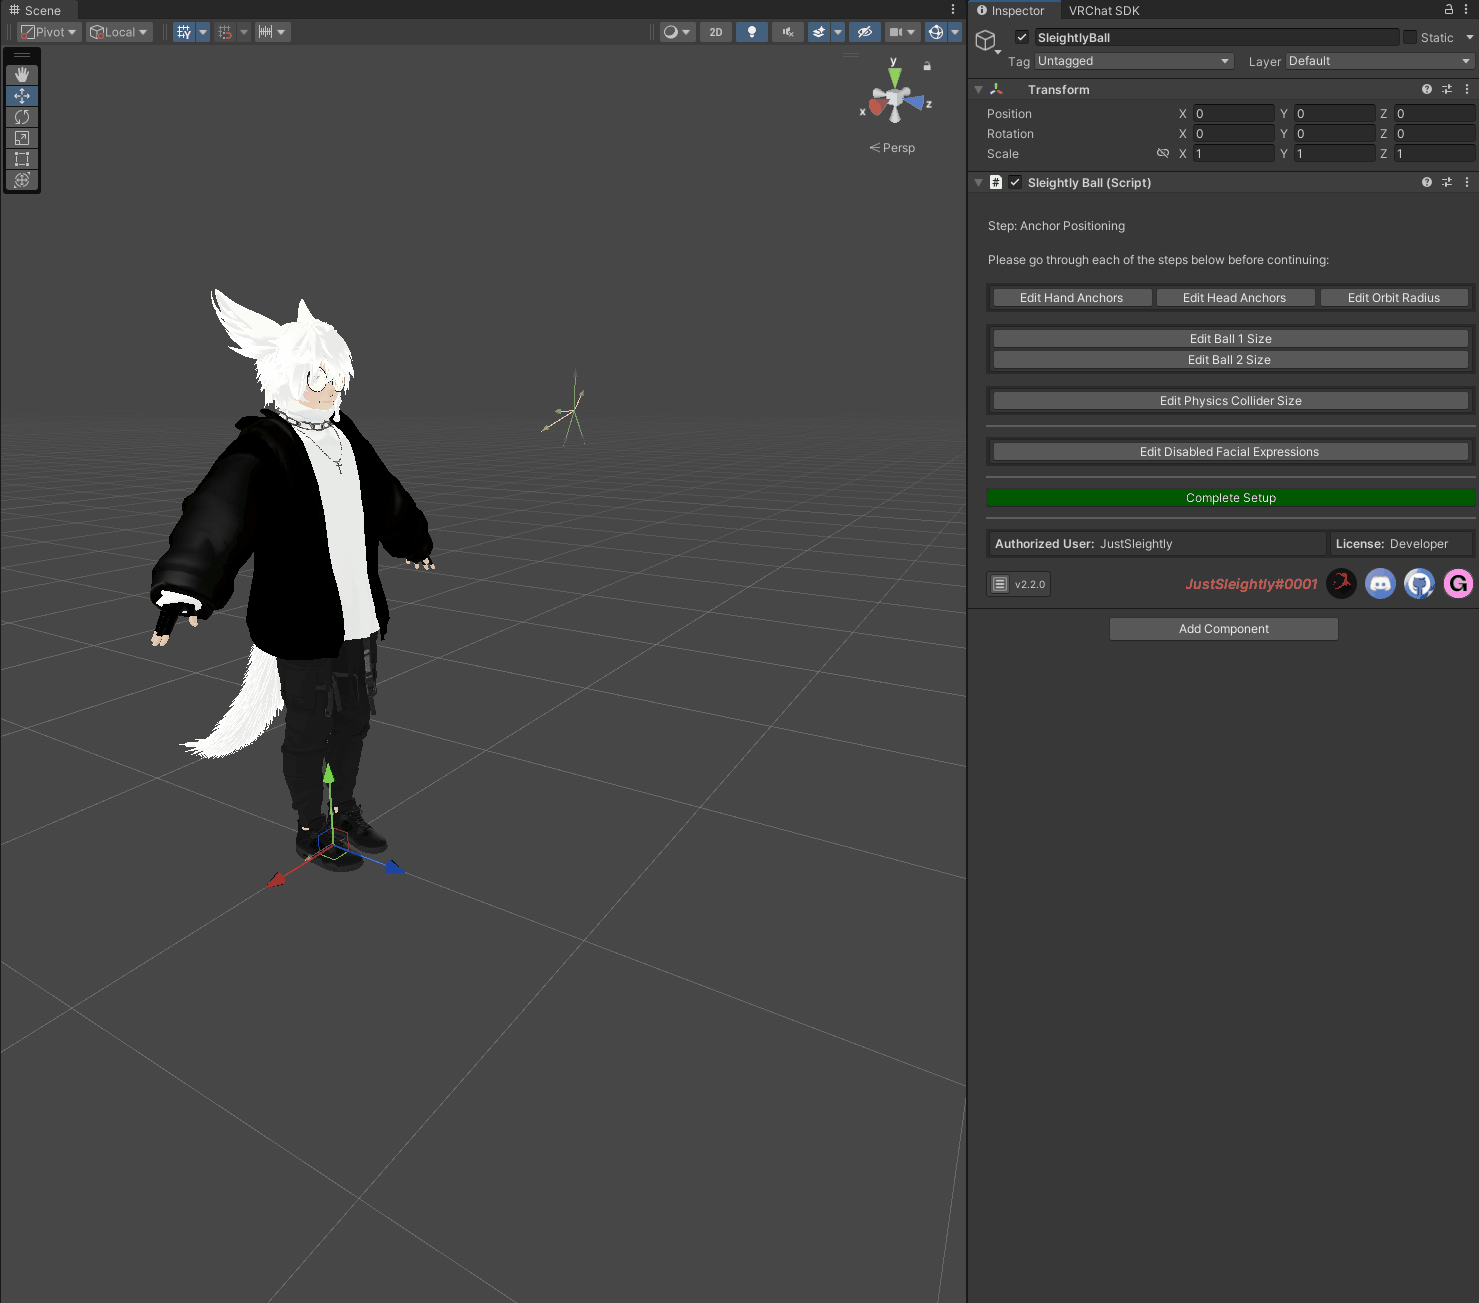 Scene
Pivot
Local
2D
y
x
z
Persp
Inspector
VRChat SDK
SleightlyBall
Static
Tag Untagged
Layer Default
Transform
Position X 0 Y 0 Z 0
Rotation X 0 Y 0 Z 0
Scale X 1 Y 1 Z 1
# Sleightly Ball (Script)
Step: Anchor Positioning
Please go through each of the steps below before continuing:
Edit Hand Anchors
Edit Head Anchors
Edit Orbit Radius
Edit Ball 1 Size
Edit Ball 2 Size
Edit Physics Collider Size
Edit Disabled Facial Expressions
Complete Setup
Authorized User: JustSleightly
License: Developer
v2.2.0
JustSleightly#0001
G
Add Component